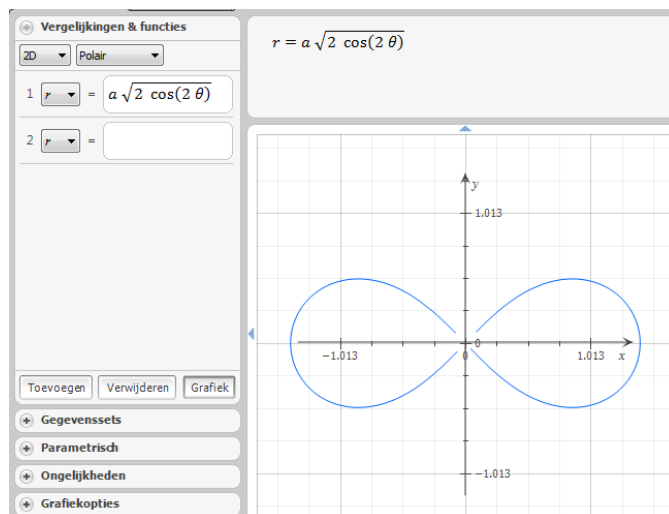 Vergelijkingen & functies
2D Polair
1 r = a √2 cos(2 θ)
2 r =
Toevoegen Verwijderen Grafiek
Gegevenssets
Parametrisch
Ongelijkheden
Grafiekopties
r = a √2 cos(2 θ)
y
1.013
0
-1.013 0 1.013 x
-1.013